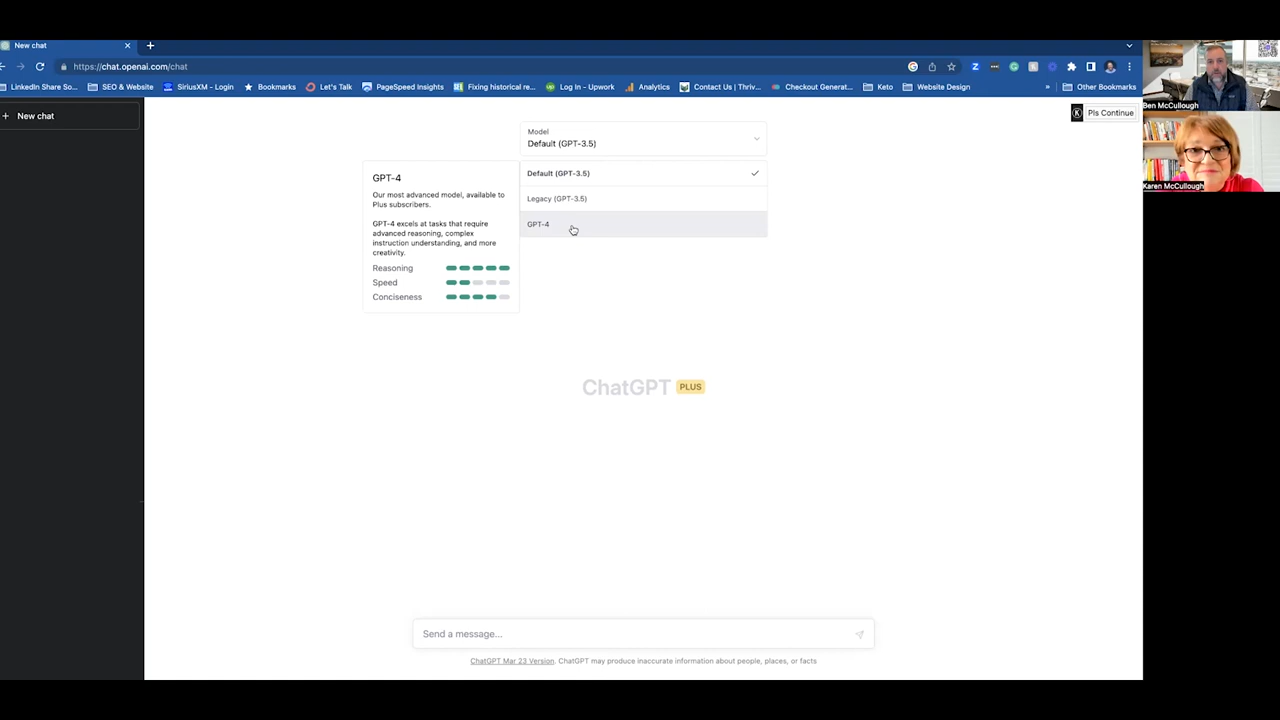 New chat
https://chat.openai.com/chat
LinkedIn Share So...
SEO & Website
SiriusXM - Login
Bookmarks
Let's Talk
PageSpeed Insights
Fixing historical re...
Log In - Upwork
Analytics
Contact Us | Thriv...
Checkout Generat...
Keto
Website Design
»
Other Bookmarks
+ New chat
Pls Continue
Model
Default (GPT-3.5)
Default (GPT-3.5)
Legacy (GPT-3.5)
GPT-4
GPT-4
Our most advanced model, available to
Plus subscribers.
GPT-4 excels at tasks that require
advanced reasoning, complex
instruction understanding, and more
creativity.
Reasoning
Speed
Conciseness
ChatGPT PLUS
Send a message...
ChatGPT Mar 23 Version. ChatGPT may produce inaccurate information about people, places, or facts
Ben McCullough
Karen McCullough